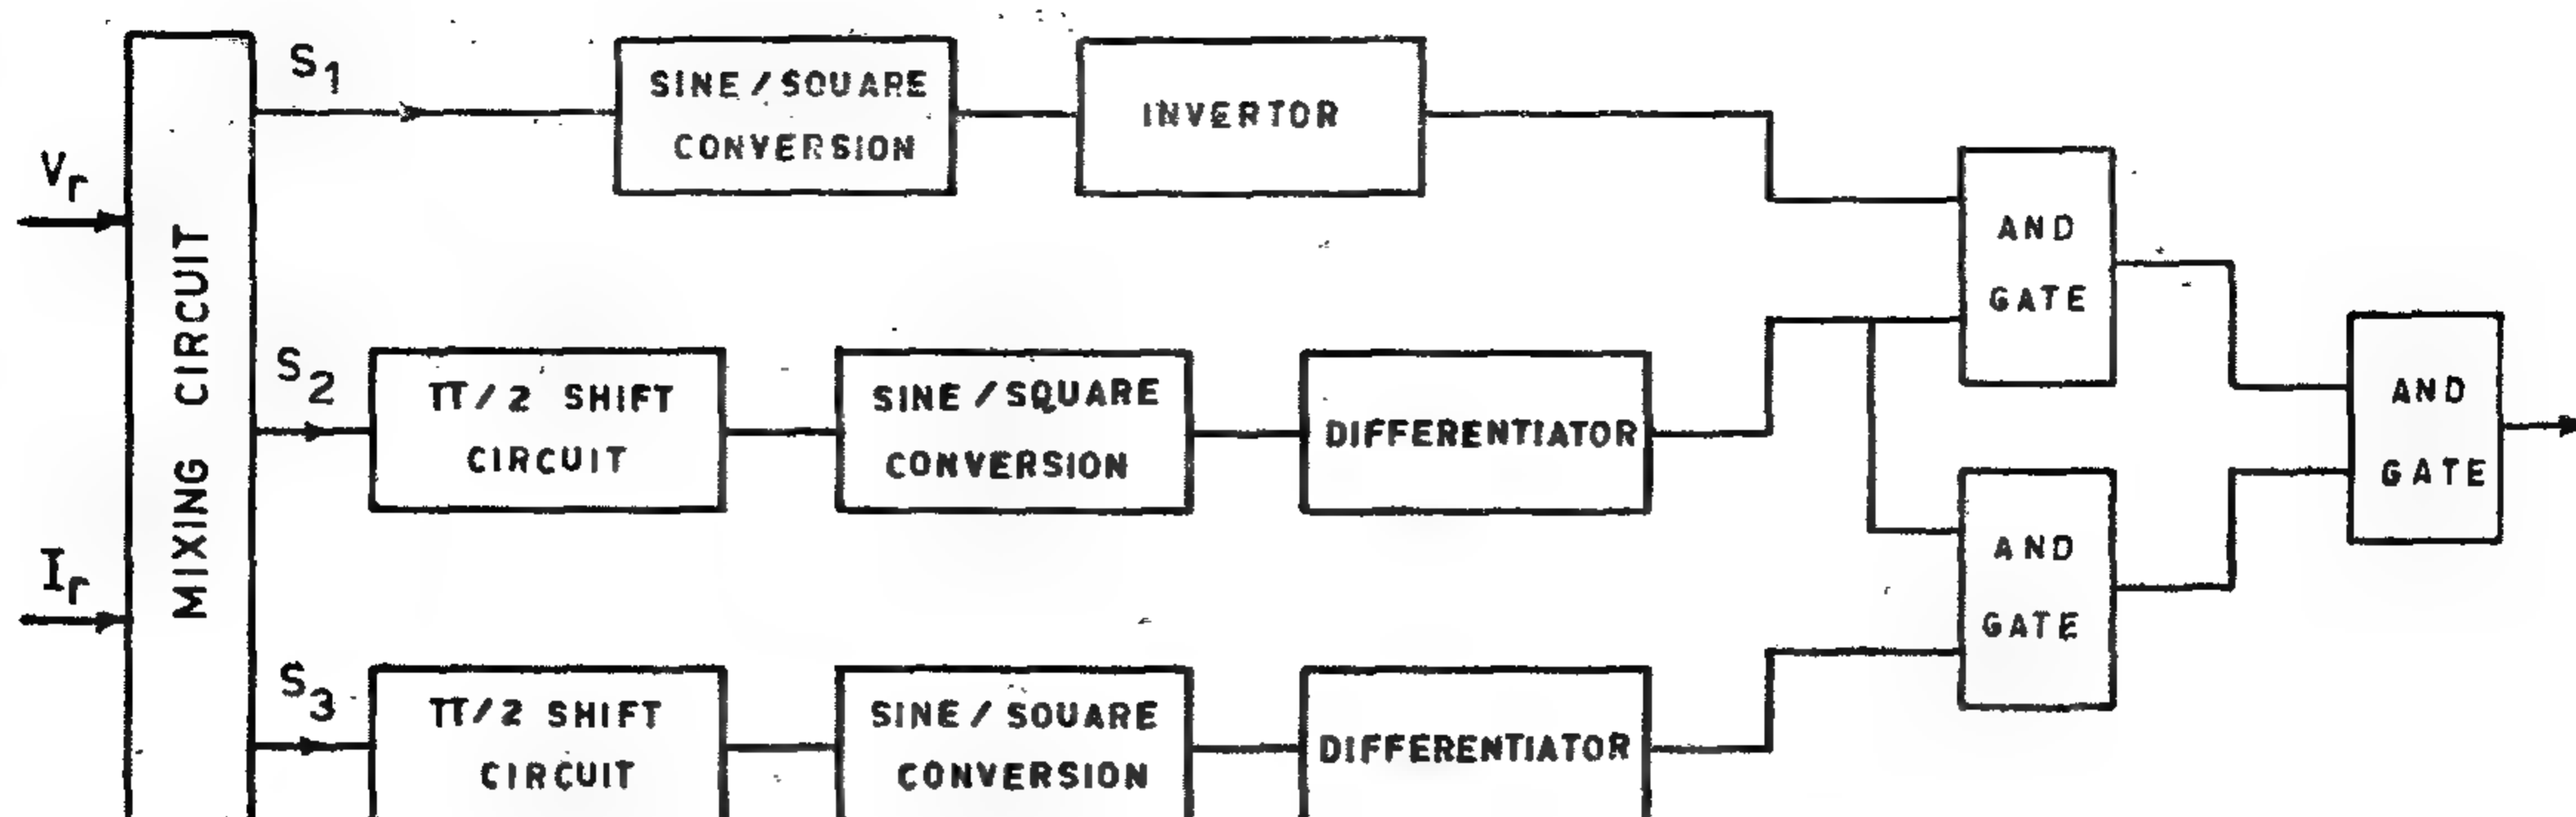 S1
SINE / SQUARE
CONVERSION
INVERTOR
Vr
MIXING CIRCUIT
AND
GATE
S2
π/2 SHIFT
CIRCUIT
SINE / SQUARE
CONVERSION
DIFFERENTIATOR
AND
GATE
Ir
AND
GATE
S3
π/2 SHIFT
CIRCUIT
SINE / SQUARE
CONVERSION
DIFFERENTIATOR